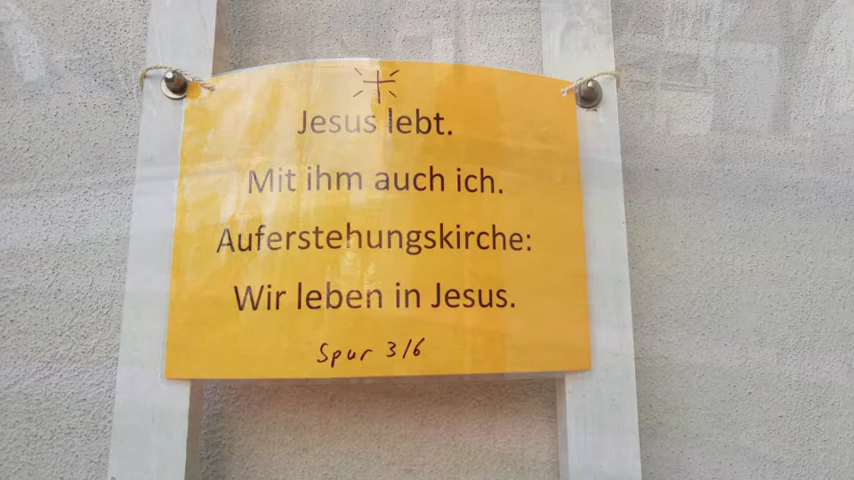 Jesus lebt.
Mit ihm auch ich.
Auferstehungskirche:
Wir leben in Jesus.
Spur 3/6